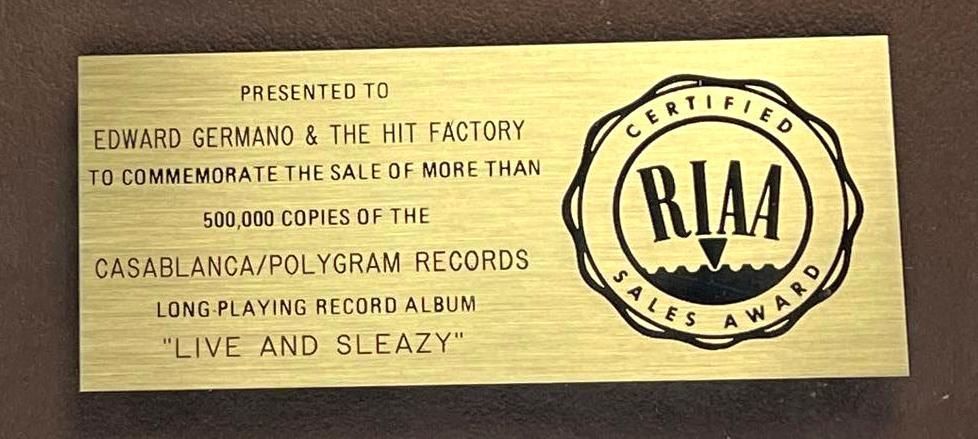 PRESENTED TO
EDWARD GERMANO & THE HIT FACTORY
TO COMMEMORATE THE SALE OF MORE THAN
500,000 COPIES OF THE
CASABLANCA/POLYGRAM RECORDS
LONG-PLAYING RECORD ALBUM
"LIVE AND SLEAZY"
CERTIFIED
RIAA
SALES AWARD